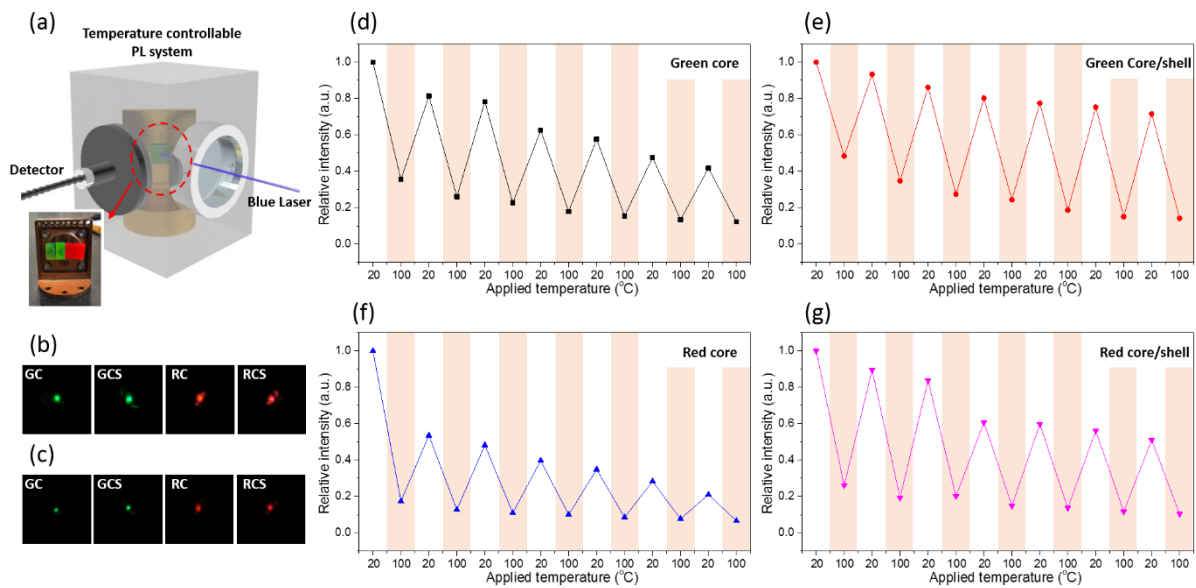 (a)
Temperature controllable
PL system
Detector
Blue Laser
(b)
GC GCS RC RCS
(c)
GC GCS RC RCS
(d)
Green core
Relative intensity (a.u.)
1.0
0.8
0.6
0.4
0.2
0.0
20 100 20 100 20 100 20 100 20 100 20 100 20 100
Applied temperature (°C)
(e)
Green Core/shell
Relative intensity (a.u.)
1.0
0.8
0.6
0.4
0.2
0.0
20 100 20 100 20 100 20 100 20 100 20 100 20 100
Applied temperature (°C)
(f)
Red core
Relative intensity (a.u.)
1.0
0.8
0.6
0.4
0.2
0.0
20 100 20 100 20 100 20 100 20 100 20 100 20 100
Applied temperature (°C)
(g)
Red core/shell
Relative intensity (a.u.)
1.0
0.8
0.6
0.4
0.2
0.0
20 100 20 100 20 100 20 100 20 100 20 100 20 100
Applied temperature (°C)